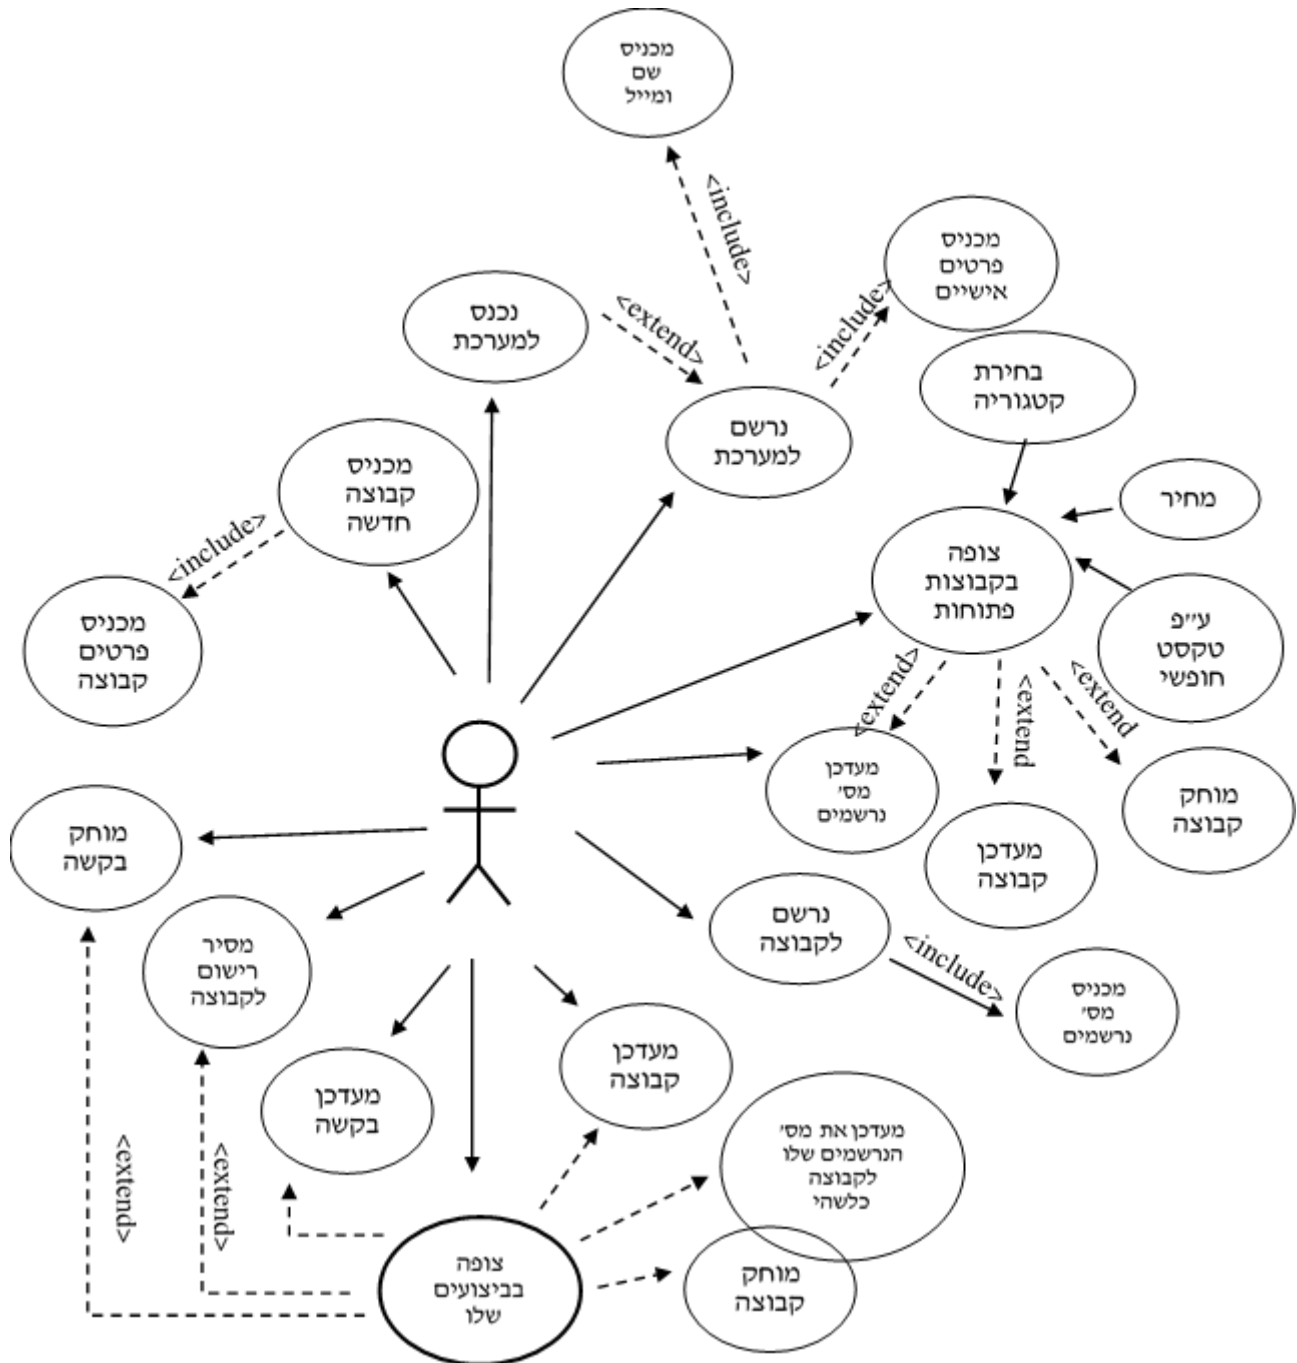 מכניס
שם
ומייל
<include>
מכניס
פרטים
אישיים
<include>
נכנס
למערכת
<extend>
נרשם
למערכת
בחירת
קטגוריה
מכניס
קבוצה
חדשה
<include>
מכניס
פרטים
קבוצה
מחיר
צופה
בקבוצות
פתוחות
ע״פ
טקסט
חופשי
<extend>
<extend
<extend
מעדכן
מס׳
נרשמים
מעדכן
קבוצה
מוחק
קבוצה
מוחק
בקשה
מסיר
רישום
לקבוצה
נרשם
לקבוצה
<include>
מכניס
מס׳
נרשמים
מעדכן
בקשה
מעדכן
קבוצה
מעדכן את מס׳
הנרשמים שלו
לקבוצה
כלשהי
<extend>
<extend>
צופה
בביצועים
שלו
מוחק
קבוצה